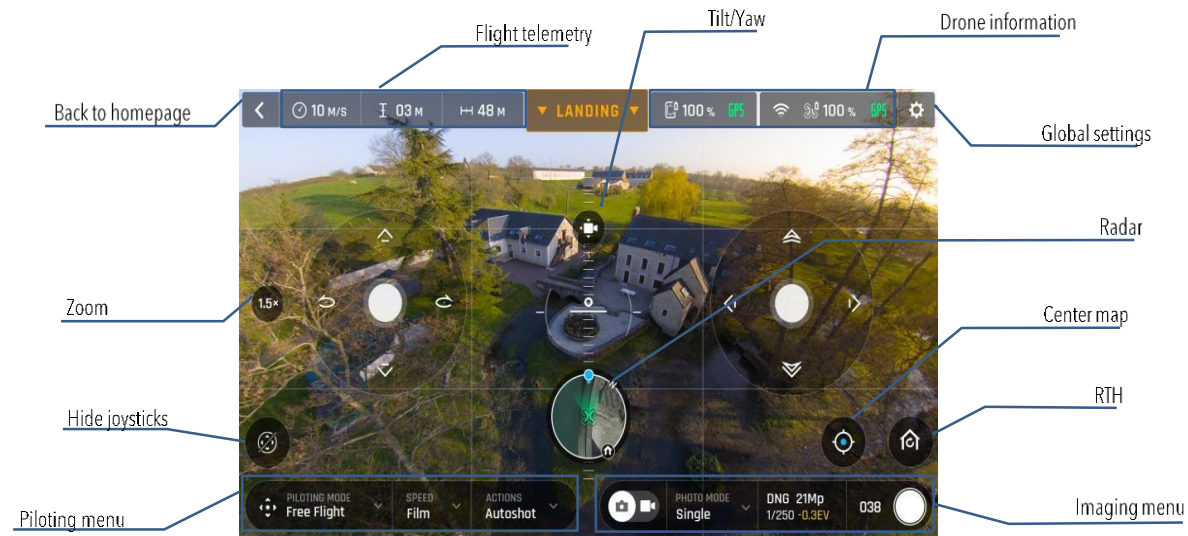 Tilt/Yaw
Drone information
Flight telemetry
Back to homepage
10 M/S
03 M
48 M
LANDING
100 %
GPS
100 %
GPS
Global settings
Radar
Zoom
1.5×
Center map
RTH
Hide joysticks
N
Piloting menu
PILOTING MODE
Free Flight
SPEED
Film
ACTIONS
Autoshot
PHOTO MODE
Single
DNG 21Mp
1/250 -0.3EV
038
Imaging menu